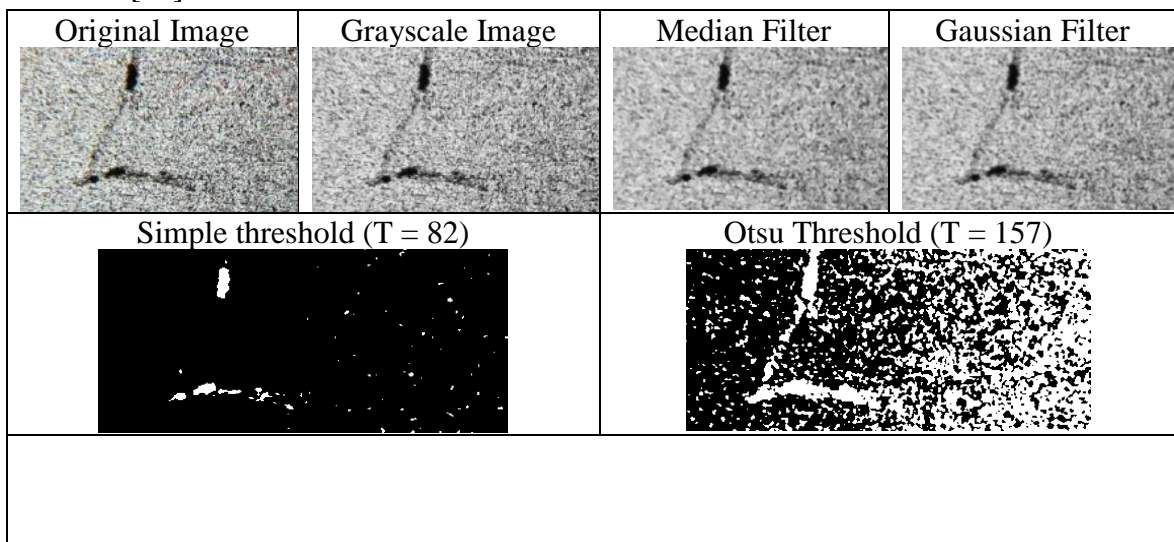 Original Image Grayscale Image Median Filter Gaussian Filter
Simple threshold (T = 82) Otsu Threshold (T = 157)